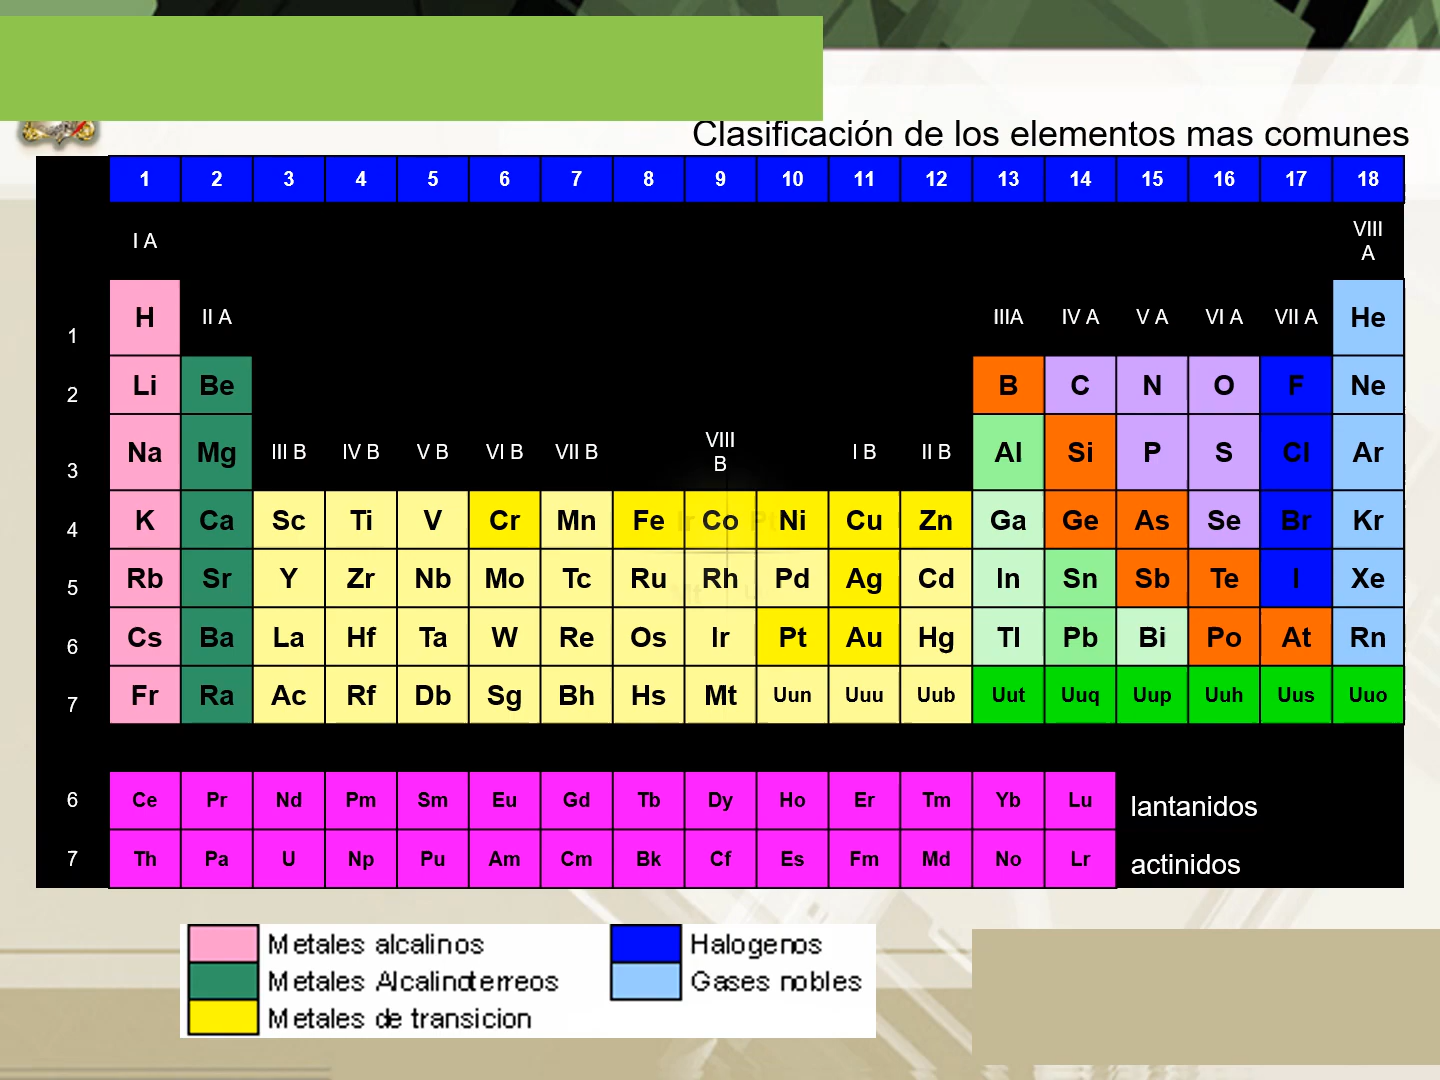 Clasificación de los elementos mas comunes
1 2 3 4 5 6 7 8 9 10 11 12 13 14 15 16 17 18
I A VIII A
1 H II A IIIA IV A V A VI A VII A He
2 Li Be B C N O F Ne
3 Na Mg III B IV B V B VI B VII B VIII B I B II B Al Si P S Cl Ar
4 K Ca Sc Ti V Cr Mn Fe Co Ni Cu Zn Ga Ge As Se Br Kr
5 Rb Sr Y Zr Nb Mo Tc Ru Rh Pd Ag Cd In Sn Sb Te I Xe
6 Cs Ba La Hf Ta W Re Os Ir Pt Au Hg Tl Pb Bi Po At Rn
7 Fr Ra Ac Rf Db Sg Bh Hs Mt Uun Uuu Uub Uut Uuq Uup Uuh Uus Uuo
6 Ce Pr Nd Pm Sm Eu Gd Tb Dy Ho Er Tm Yb Lu lantanidos
7 Th Pa U Np Pu Am Cm Bk Cf Es Fm Md No Lr actinidos
Metales alcalinos Halogenos
Metales Alcalinoterreos Gases nobles
Metales de transicion